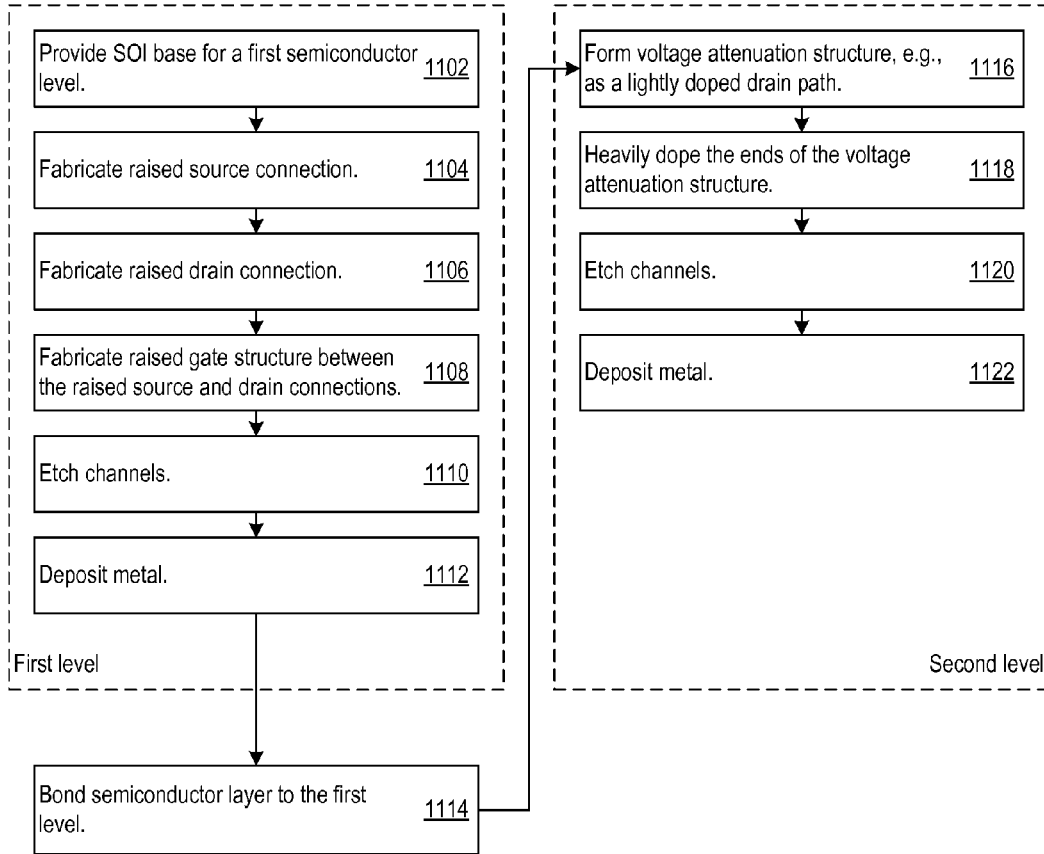 Provide SOI base for a first semiconductor
level.
1102
Fabricate raised source connection.
1104
Fabricate raised drain connection.
1106
Fabricate raised gate structure between
the raised source and drain connections.
1108
Etch channels.
1110
Deposit metal.
1112
First level
Bond semiconductor layer to the first
level.
1114
Form voltage attenuation structure, e.g.,
as a lightly doped drain path.
1116
Heavily dope the ends of the voltage
attenuation structure.
1118
Etch channels.
1120
Deposit metal.
1122
Second level